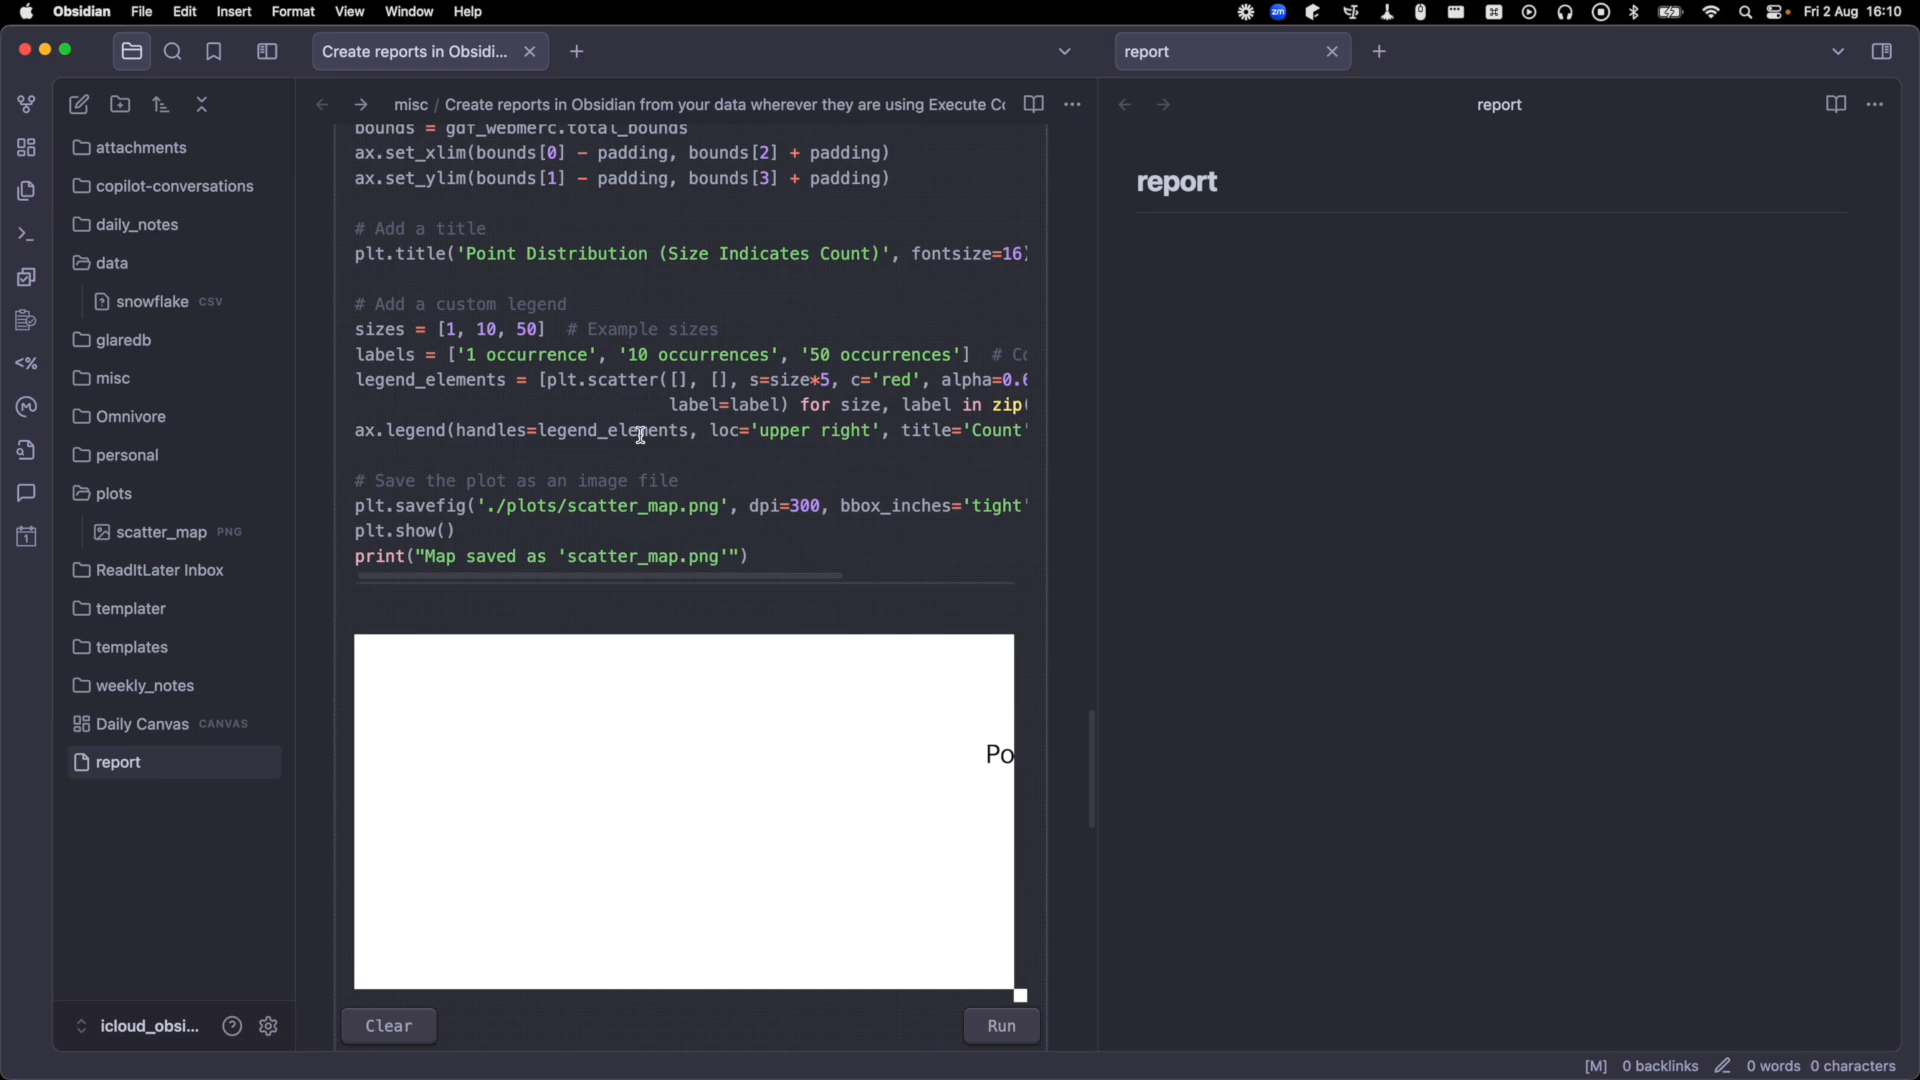 Obsidian File Edit Insert Format View Window Help
zm
Fri 2 Aug 16:10
Create reports in Obsidi...
report
misc / Create reports in Obsidian from your data wherever they are using Execute Cc
report
attachments
copilot-conversations
daily_notes
data
snowflake CSV
glaredb
misc
Omnivore
personal
plots
scatter_map PNG
ReadItLater Inbox
templater
templates
weekly_notes
Daily Canvas CANVAS
report
icloud_obsi...
bounds = gdf_webmerc.total_bounds
ax.set_xlim(bounds[0] - padding, bounds[2] + padding)
ax.set_ylim(bounds[1] - padding, bounds[3] + padding)
# Add a title
plt.title('Point Distribution (Size Indicates Count)', fontsize=16)
# Add a custom legend
sizes = [1, 10, 50]  # Example sizes
labels = ['1 occurrence', '10 occurrences', '50 occurrences']  # Co
legend_elements = [plt.scatter([], [], s=size*5, c='red', alpha=0.6
label=label) for size, label in zip(
ax.legend(handles=legend_elements, loc='upper right', title='Count'
# Save the plot as an image file
plt.savefig('./plots/scatter_map.png', dpi=300, bbox_inches='tight'
plt.show()
print("Map saved as 'scatter_map.png'")
Po
Clear
Run
report
[M] 0 backlinks 0 words 0 characters